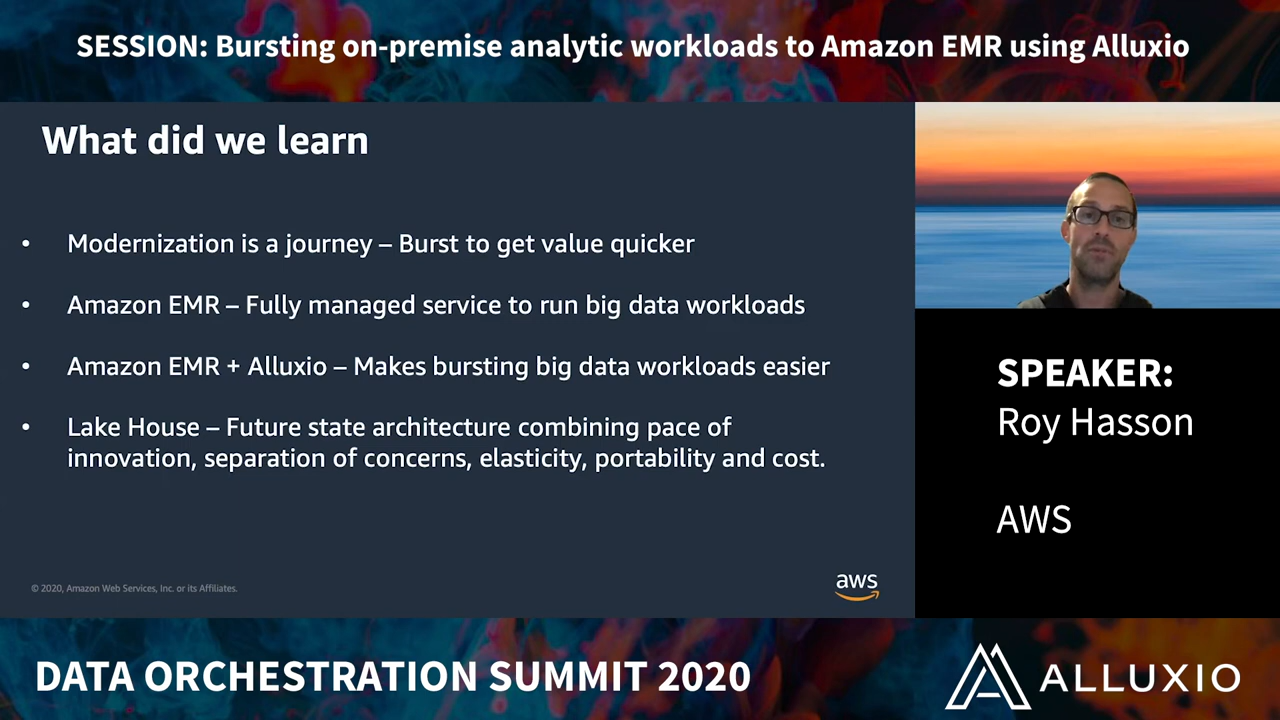 SESSION: Bursting on-premise analytic workloads to Amazon EMR using Alluxio
What did we learn
• Modernization is a journey – Burst to get value quicker
• Amazon EMR – Fully managed service to run big data workloads
• Amazon EMR + Alluxio – Makes bursting big data workloads easier
• Lake House – Future state architecture combining pace of
innovation, separation of concerns, elasticity, portability and cost.
© 2020, Amazon Web Services, Inc. or its Affiliates.
aws
SPEAKER:
Roy Hasson
AWS
DATA ORCHESTRATION SUMMIT 2020
ALLUXIO